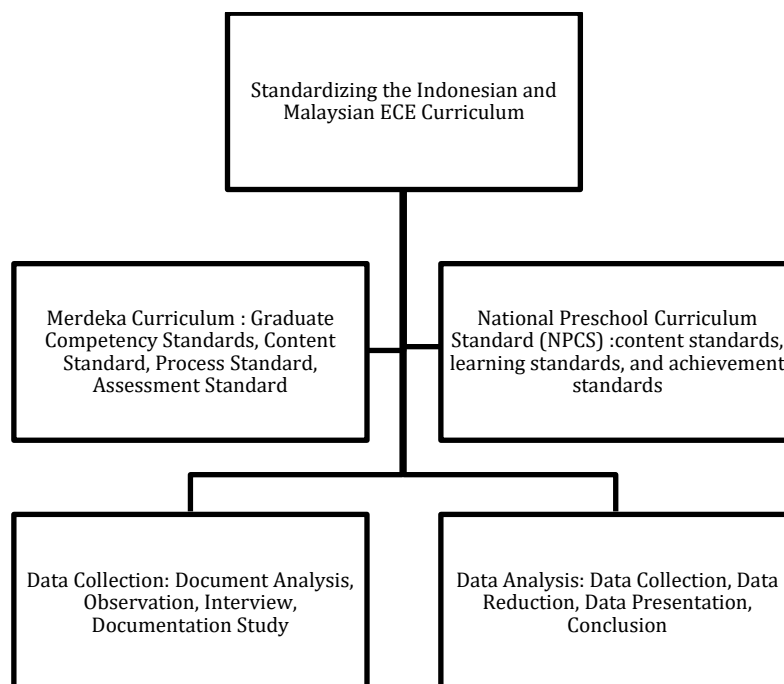 Standardizing the Indonesian and
Malaysian ECE Curriculum
Merdeka Curriculum : Graduate
Competency Standards, Content
Standard, Process Standard,
Assessment Standard
National Preschool Curriculum
Standard (NPCS) :content standards,
learning standards, and achievement
standards
Data Collection: Document Analysis,
Observation, Interview,
Documentation Study
Data Analysis: Data Collection, Data
Reduction, Data Presentation,
Conclusion